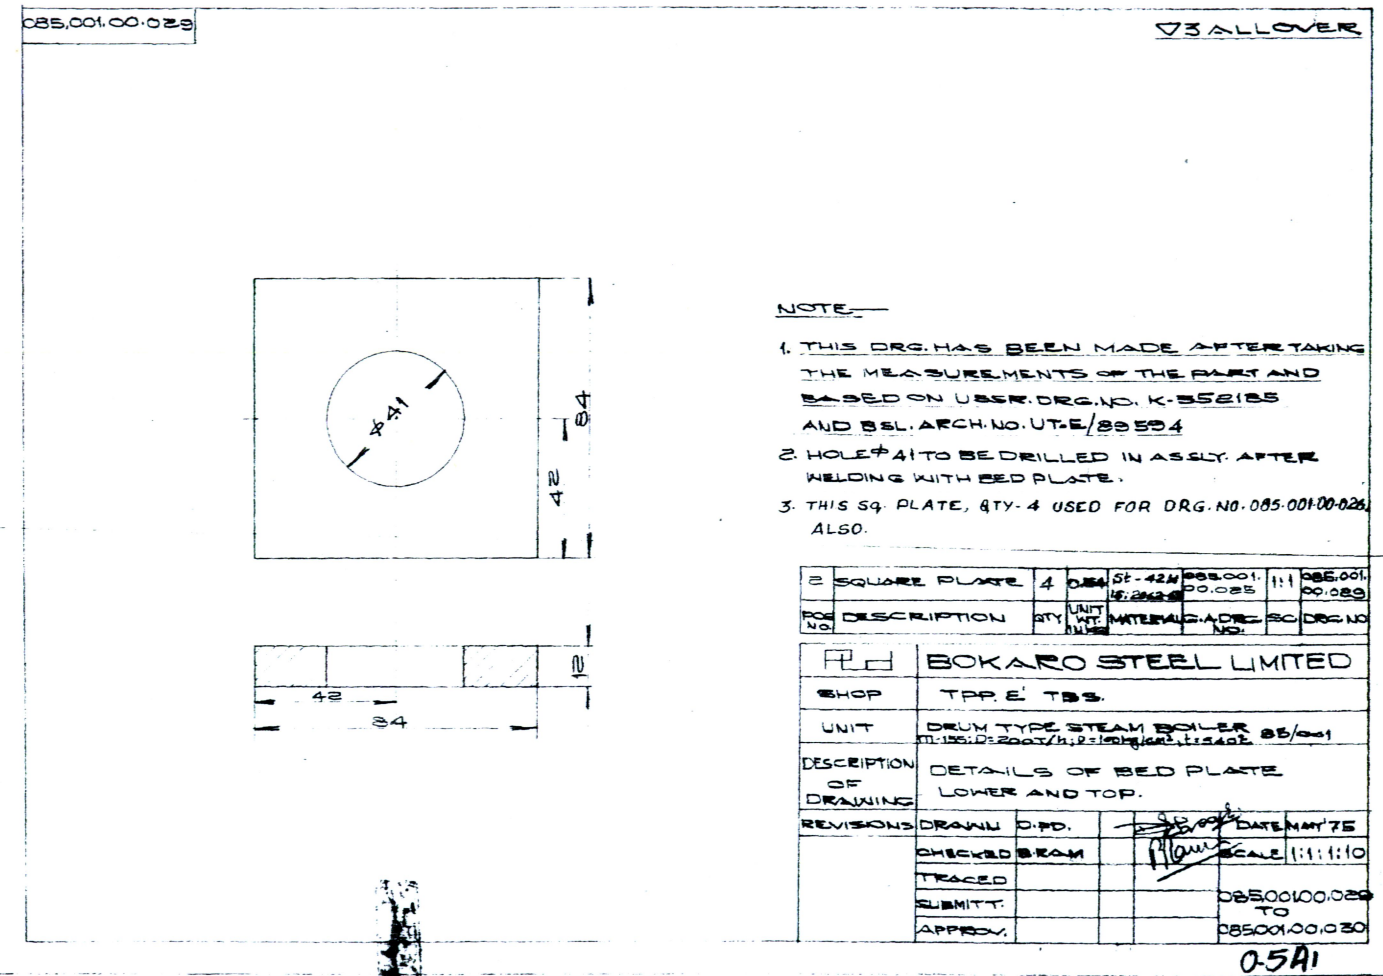 085.001.00.029
▽3 ALLOVER
⌀41
84
42
12
42
84
NOTE—
1. THIS DRG. HAS BEEN MADE AFTER TAKING
THE MEASUREMENTS OF THE PART AND
BASED ON USSR. DRG. NO. K-352185
AND BSL. ARCH. NO. UT-E/89594
2. HOLE ⌀ 41 TO BE DRILLED IN ASSLY. AFTER
WELDING WITH BED PLATE.
3. THIS SQ. PLATE, QTY-4 USED FOR DRG. NO. 085.001.00.026,
ALSO.
2 SQUARE PLATE 4 St-42W 085.001.00.025 1:1 085.001.00.029
POS NO. DESCRIPTION QTY UNIT WT. MATERIAL G.A DRG NO. SC DRG NO
BOKARO STEEL LIMITED
SHOP TPP. & TBS.
UNIT DRUM TYPE STEAM BOILER 85/001
DESCRIPTION OF DRAWING DETAILS OF BED PLATE
LOWER AND TOP.
REVISIONS DRAWN D.PD. DATE MAY'75
CHECKED B.RAM SCALE 1:1, 1:10
TRACED
SUBMITT. 085.001.00.029
TO
APPROV. 085.001.00.030
0-5A1